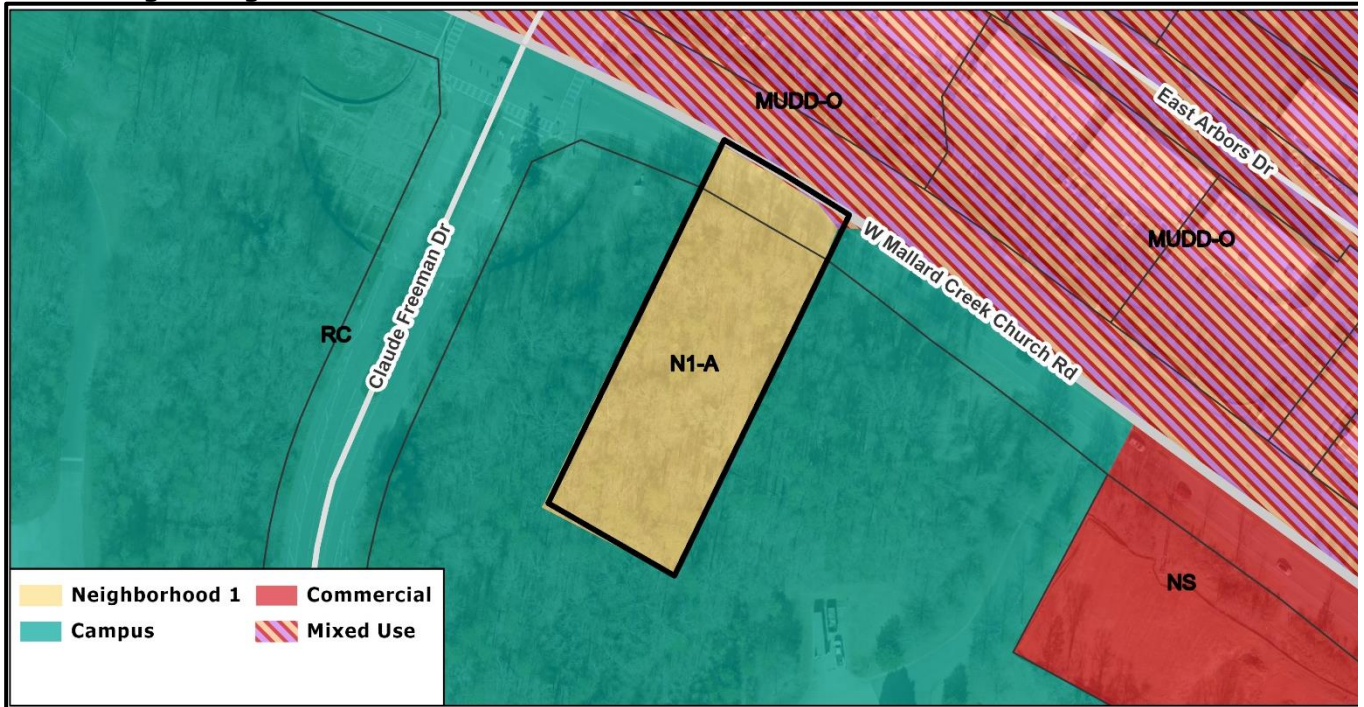 MUDD-O
East Arbors Dr
MUDD-O
W Mallard Creek Church Rd
Claude Freeman Dr
RC
N1-A
NS
Neighborhood 1
Commercial
Campus
Mixed Use